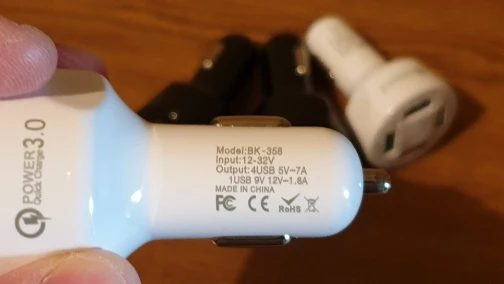 POWER 3.0
Quick Charge
Model:BK-358
Input:12-32V
Output:4USB 5V=7A
1USB 9V 12V=1.8A
MADE IN CHINA
FC CE RoHS